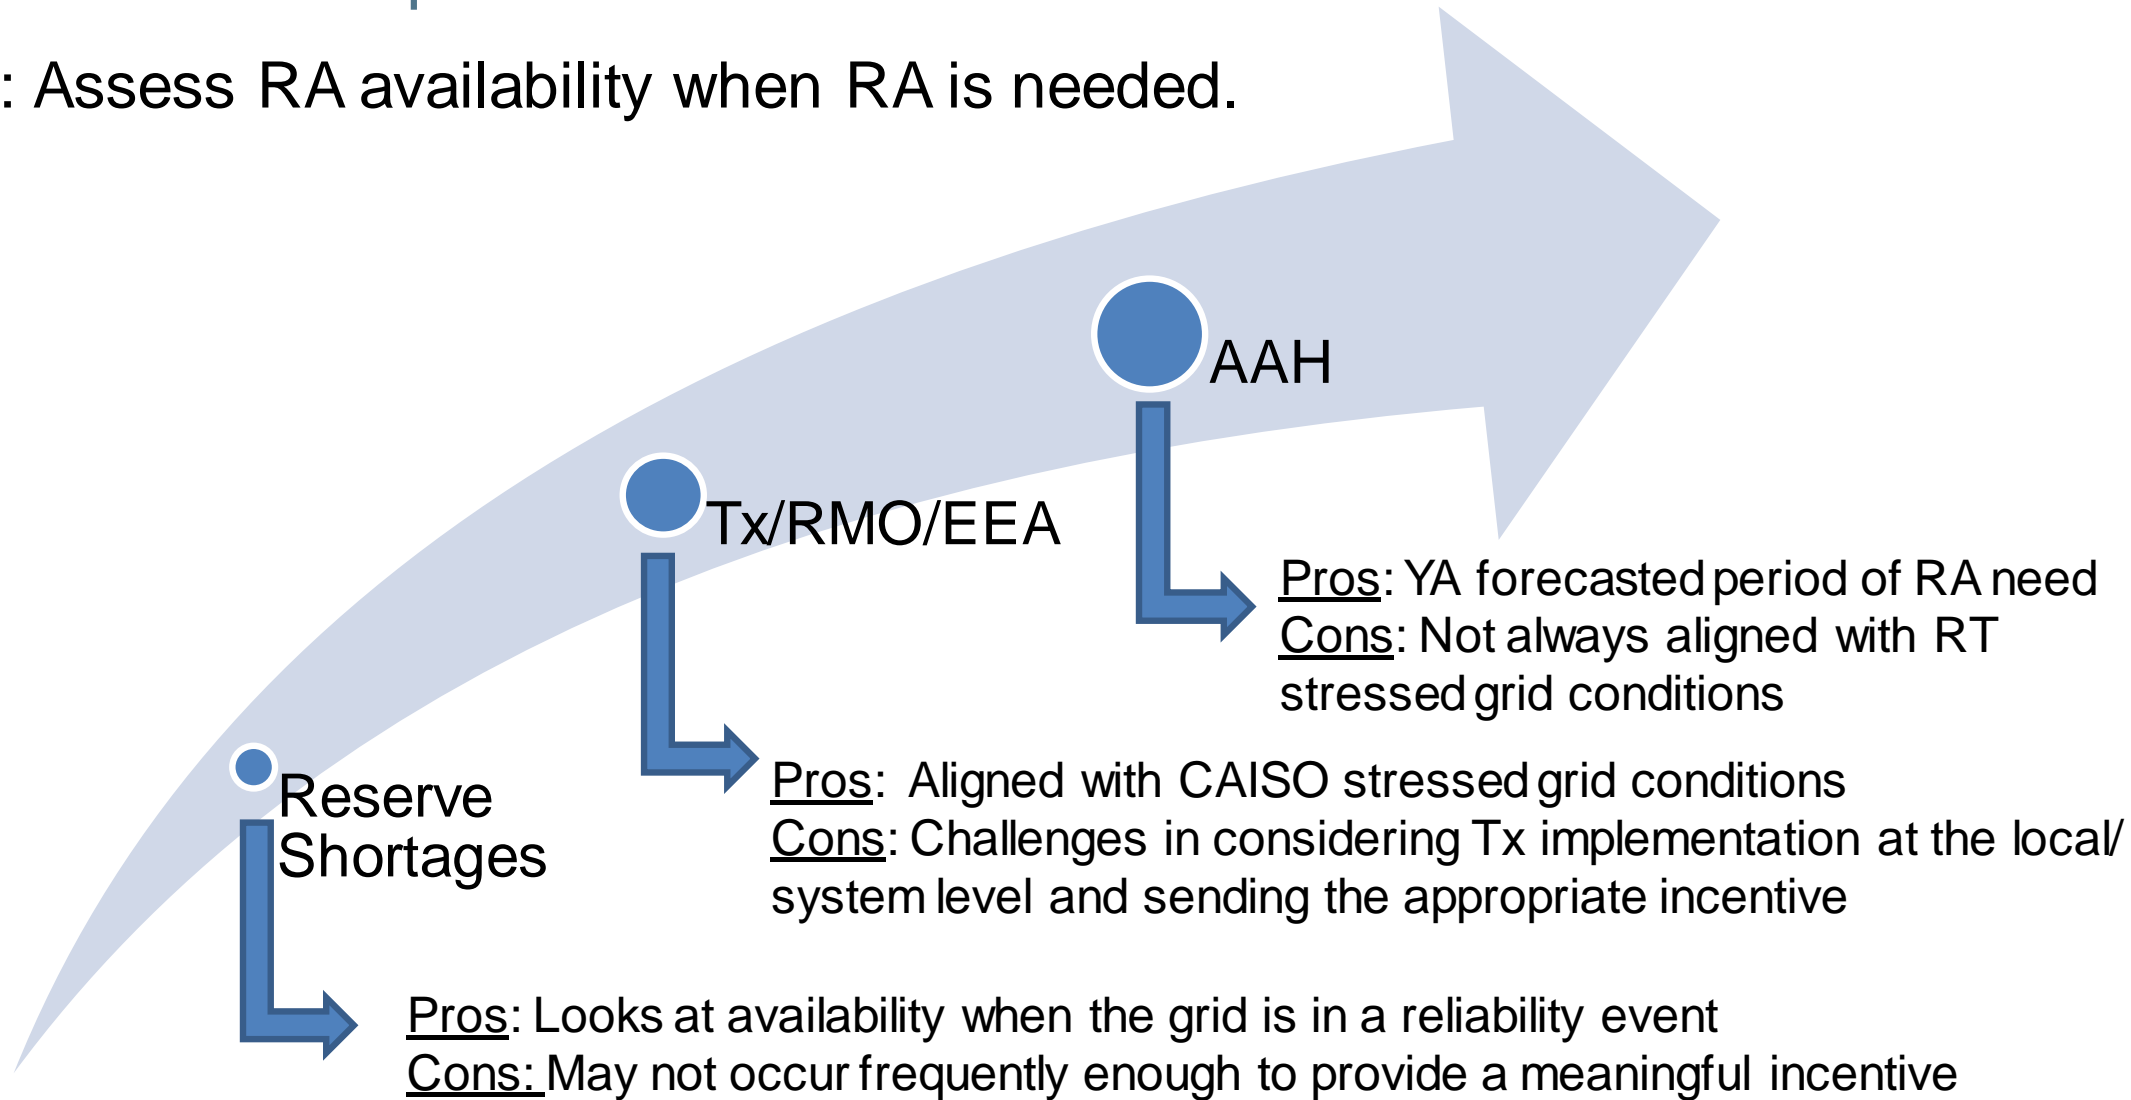 : Assess RA availability when RA is needed.
AAH
Tx/RMO/EEA
Pros: YA forecasted period of RA need
Cons: Not always aligned with RT
stressed grid conditions
Reserve
Shortages
Pros: Aligned with CAISO stressed grid conditions
Cons: Challenges in considering Tx implementation at the local/
system level and sending the appropriate incentive
Pros: Looks at availability when the grid is in a reliability event
Cons: May not occur frequently enough to provide a meaningful incentive